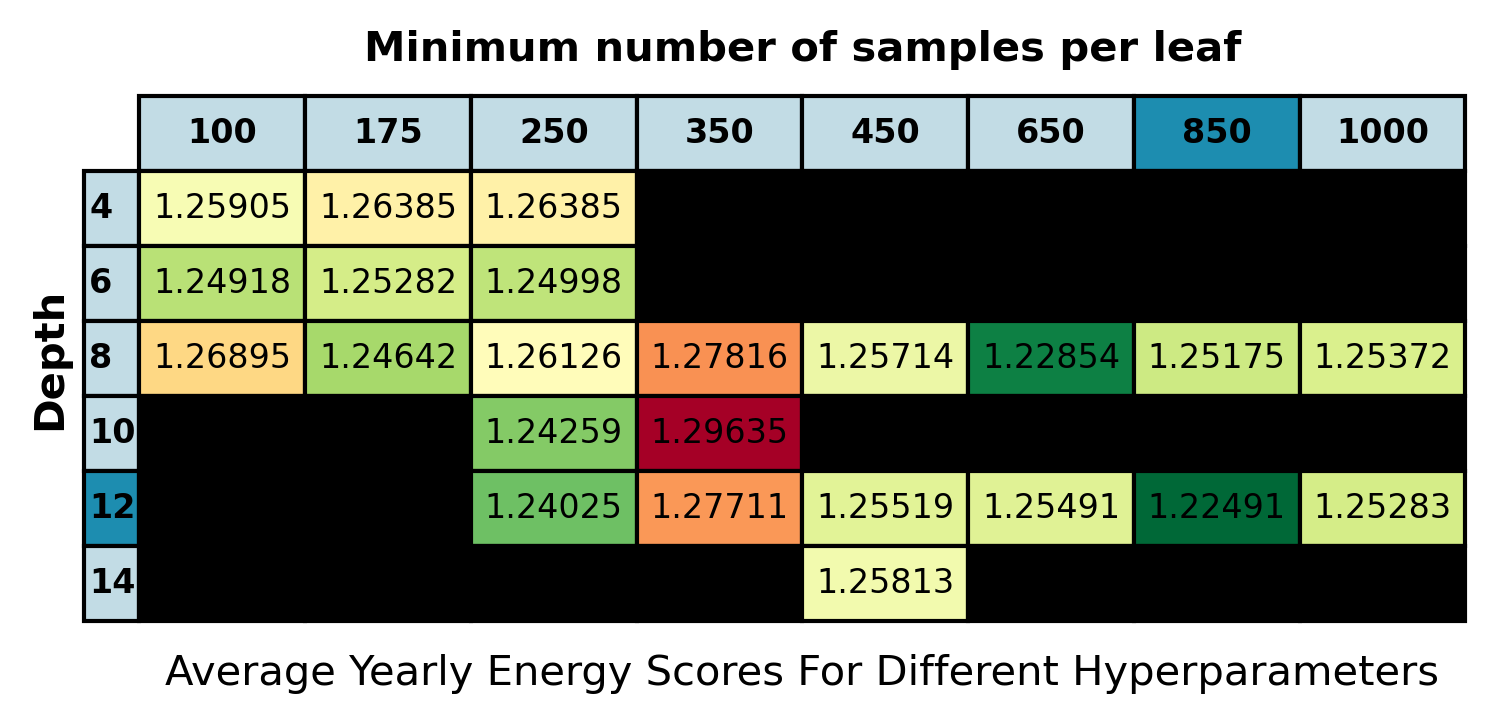 Minimum number of samples per leaf
100 175 250 350 450 650 850 1000
4 1.25905 1.26385 1.26385
6 1.24918 1.25282 1.24998
Depth
8 1.26895 1.24642 1.26126 1.27816 1.25714 1.22854 1.25175 1.25372
10 1.24259 1.29635
12 1.24025 1.27711 1.25519 1.25491 1.22491 1.25283
14 1.25813
Average Yearly Energy Scores For Different Hyperparameters